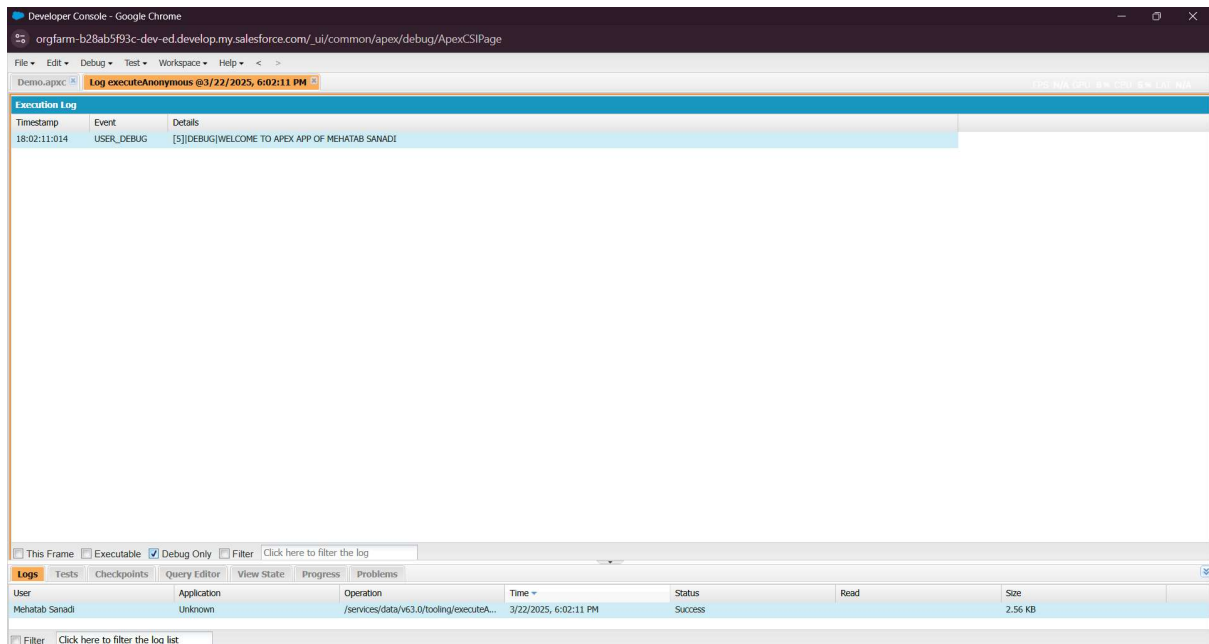 Developer Console - Google Chrome
orgfarm-b28ab5f93c-dev-ed.develop.my.salesforce.com/_ui/common/apex/debug/ApexCSIPage
File Edit Debug Test Workspace Help < >
Demo.apxc Log executeAnonymous @3/22/2025, 6:02:11 PM
Execution Log
Timestamp Event Details
18:02:11:014 USER_DEBUG [5]|DEBUG|WELCOME TO APEX APP OF MEHATAB SANADI
This Frame Executable Debug Only Filter Click here to filter the log
Logs Tests Checkpoints Query Editor View State Progress Problems
User Application Operation Time Status Read Size
Mehatab Sanadi Unknown /services/data/v63.0/tooling/executeA... 3/22/2025, 6:02:11 PM Success 2.56 KB
Filter Click here to filter the log list